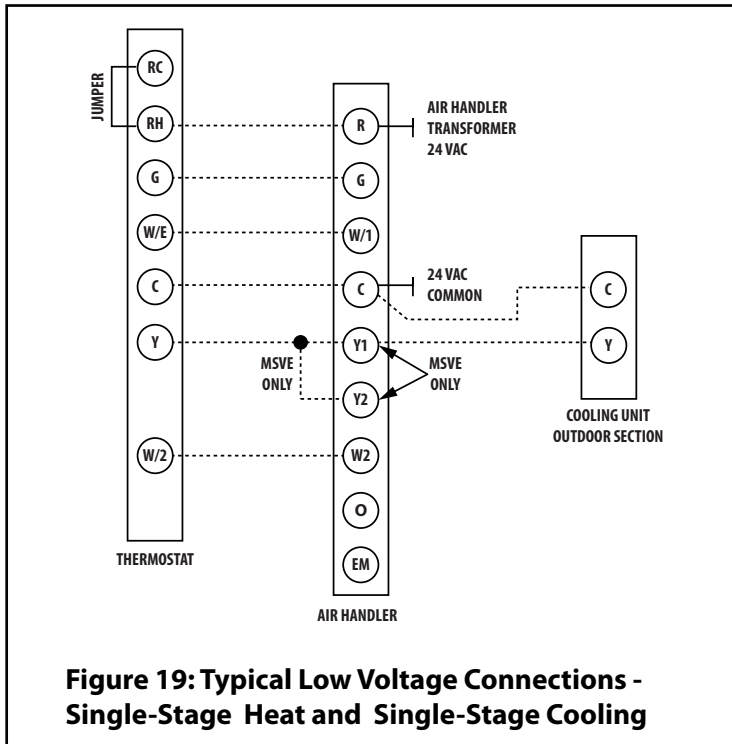 JUMPER
RC
RH
G
W/E
C
Y
W/2
THERMOSTAT
R
G
W/1
C
Y1
Y2
W2
O
EM
AIR HANDLER
AIR HANDLER
TRANSFORMER
24 VAC
24 VAC
COMMON
MSVE
ONLY
MSVE
ONLY
C
Y
COOLING UNIT
OUTDOOR SECTION
Figure 19: Typical Low Voltage Connections -
Single-Stage Heat and Single-Stage Cooling